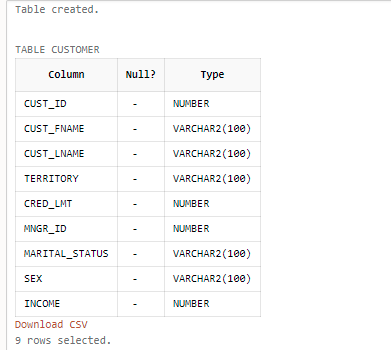 Table created.
TABLE CUSTOMER
Column Null? Type
CUST_ID - NUMBER
CUST_FNAME - VARCHAR2(100)
CUST_LNAME - VARCHAR2(100)
TERRITORY - VARCHAR2(100)
CRED_LMT - NUMBER
MNGR_ID - NUMBER
MARITAL_STATUS - VARCHAR2(100)
SEX - VARCHAR2(100)
INCOME - NUMBER
Download CSV
9 rows selected.